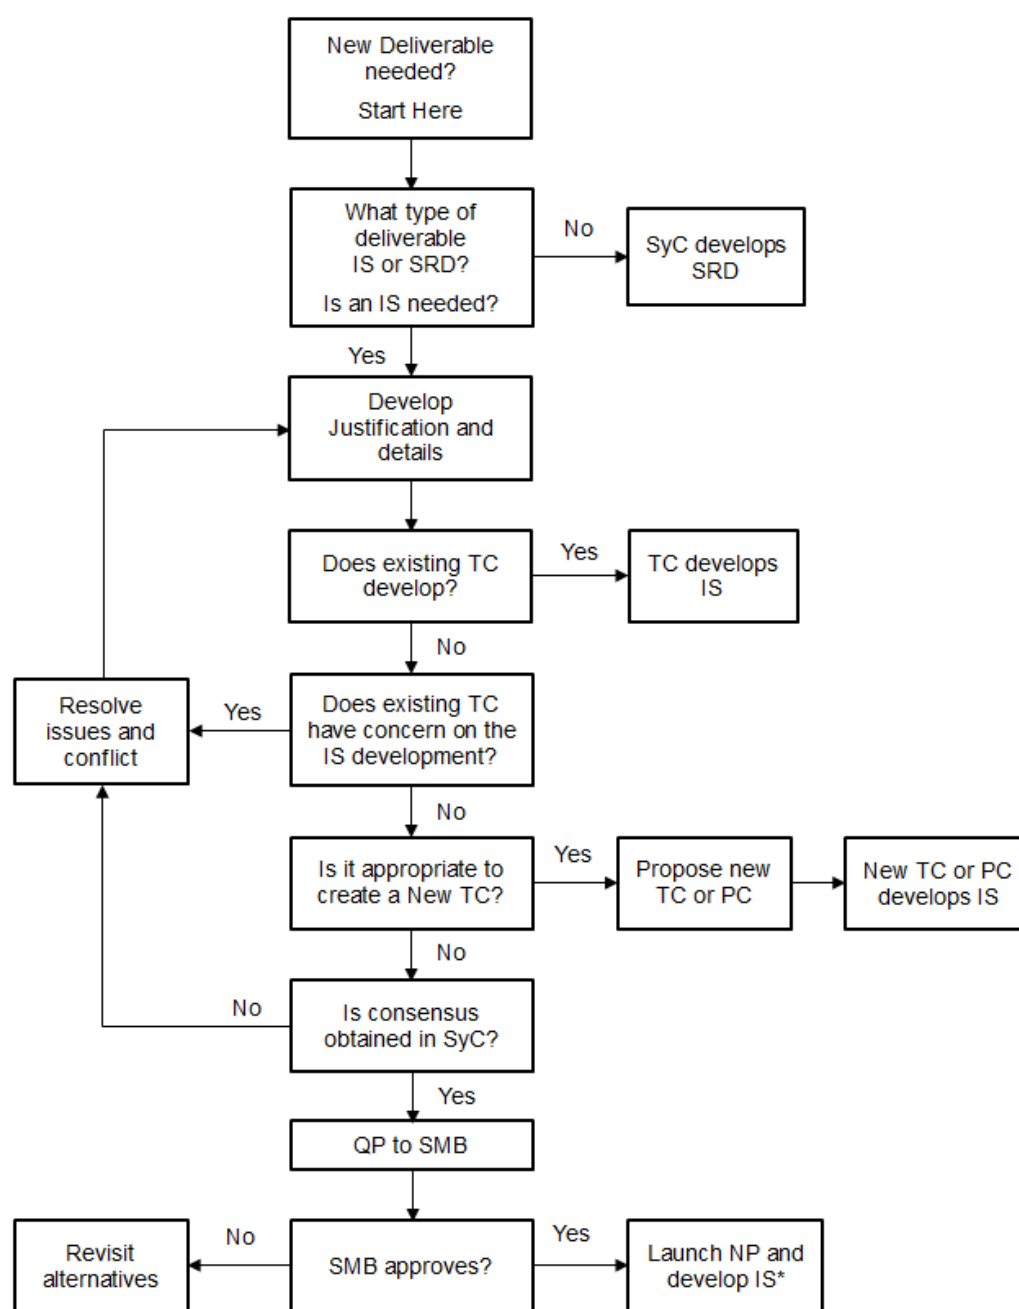 New Deliverable
needed?
Start Here
What type of
deliverable
IS or SRD?
Is an IS needed?
No
SyC develops
SRD
Yes
Develop
Justification and
details
Does existing TC
develop?
Yes
TC develops
IS
No
Resolve
issues and
conflict
Yes
Does existing TC
have concern on the
IS development?
No
Is it appropriate to
create a New TC?
Yes
Propose new
TC or PC
New TC or PC
develops IS
No
No
Is consensus
obtained in SyC?
Yes
QP to SMB
Revisit
alternatives
No
SMB approves?
Yes
Launch NP and
develop IS*